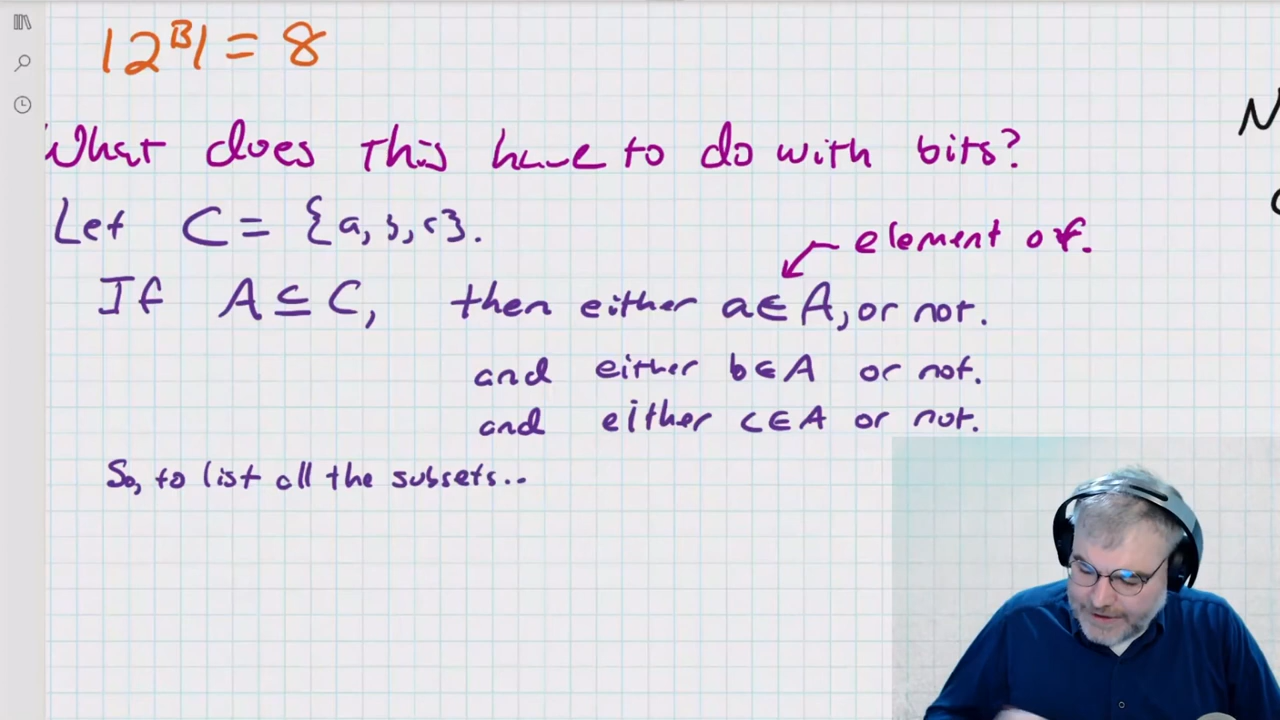 |2^B| = 8
What does this have to do with bits?
Let C = {a, b, c}.
element of.
If A ⊆ C, then either a ∈ A, or not.
and either b ∈ A or not.
and either c ∈ A or not.
So, to list all the subsets..